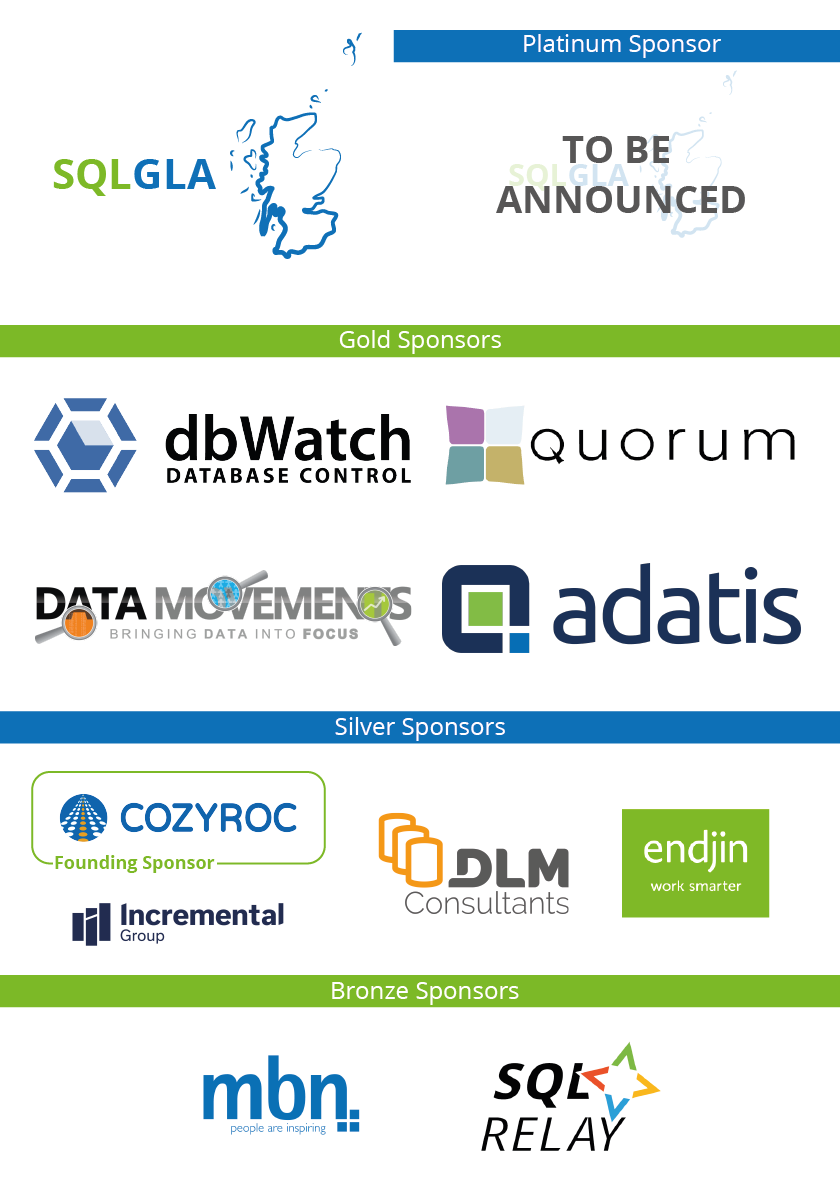 Platinum Sponsor
SQLGLA
TO BE
SQLGLA
ANNOUNCED
Gold Sponsors
dbWatch
DATABASE CONTROL
quorum
DATA MOVEMENTS
BRINGING DATA INTO FOCUS
adatis
Silver Sponsors
COZYROC
Founding Sponsor
Incremental
Group
DLM
Consultants
endjin
work smarter
Bronze Sponsors
mbn
people are inspiring
SQL
RELAY